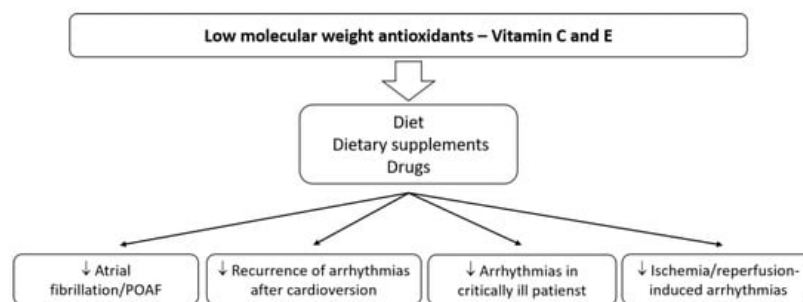 Low molecular weight antioxidants – Vitamin C and E
Diet
Dietary supplements
Drugs
↓ Atrial
fibrillation/POAF
↓ Recurrence of arrhythmias
after cardioversion
↓ Arrhythmias in
critically ill patienst
↓ Ischemia/reperfusion-
induced arrhythmias